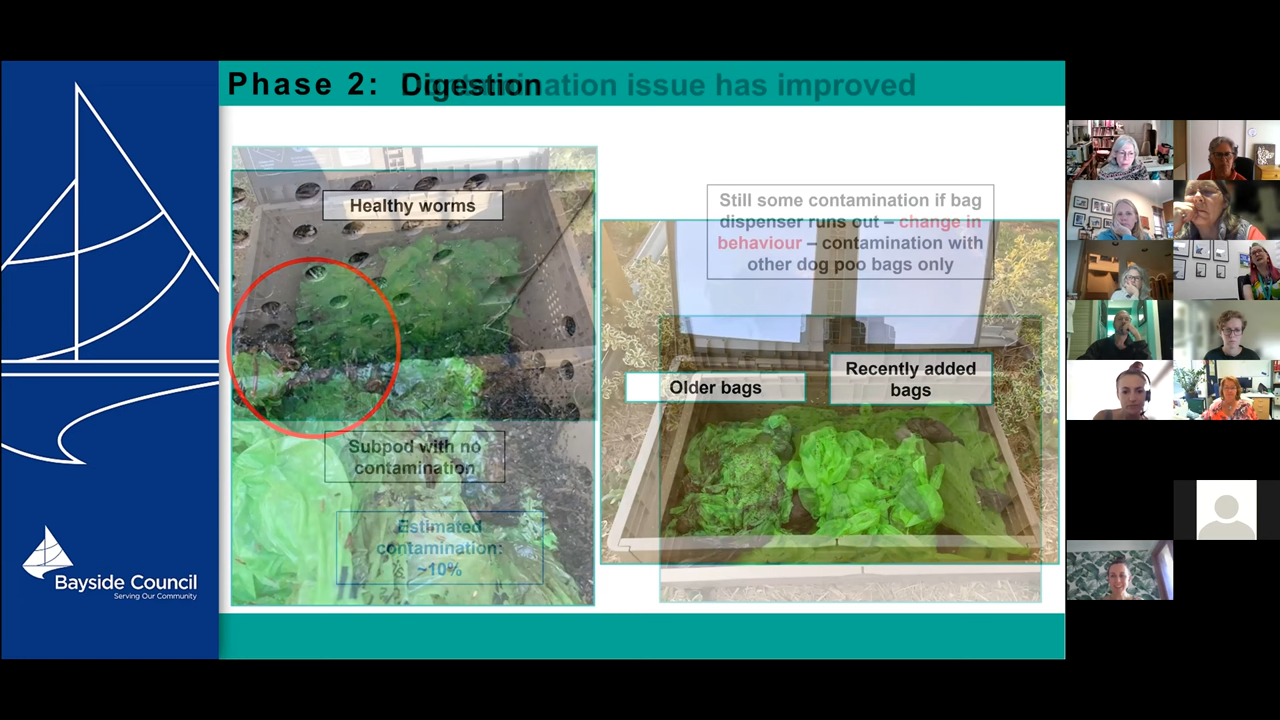 Phase 2: Digestion
Contamination issue has improved
Healthy worms
Still some contamination if bag
dispenser runs out – change in
behaviour – contamination with
other dog poo bags only
Older bags
Recently added
bags
Subpod with no
contamination
Estimated
contamination:
~10%
Bayside Council
Serving Our Community